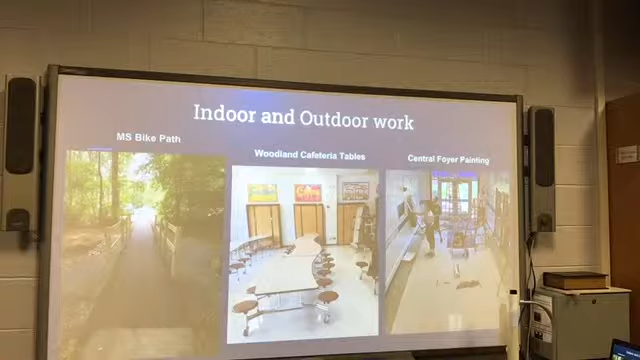 Indoor and Outdoor work
MS Bike Path
Woodland Cafeteria Tables
Central Foyer Painting